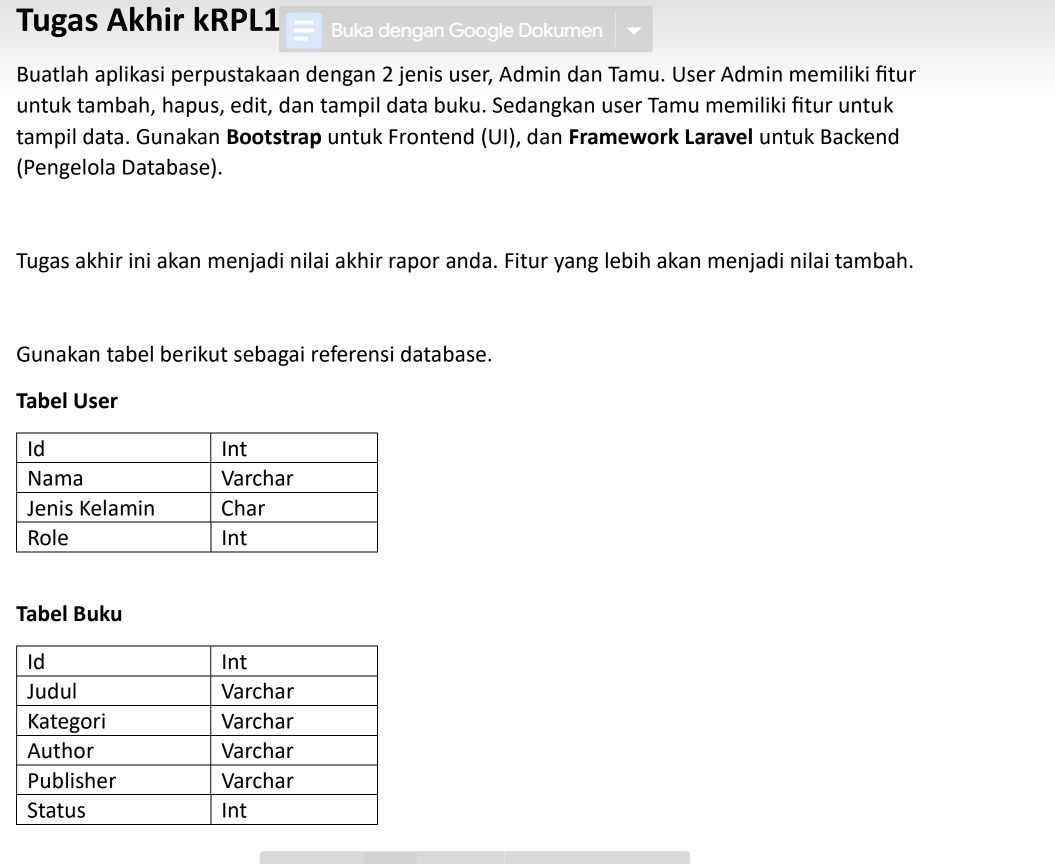 Tugas Akhir kRPL1
Buka dengan Google Dokumen
Buatlah aplikasi perpustakaan dengan 2 jenis user, Admin dan Tamu. User Admin memiliki fitur
untuk tambah, hapus, edit, dan tampil data buku. Sedangkan user Tamu memiliki fitur untuk
tampil data. Gunakan Bootstrap untuk Frontend (UI), dan Framework Laravel untuk Backend
(Pengelola Database).
Tugas akhir ini akan menjadi nilai akhir rapor anda. Fitur yang lebih akan menjadi nilai tambah.
Gunakan tabel berikut sebagai referensi database.
Tabel User
Id Int
Nama Varchar
Jenis Kelamin Char
Role Int
Tabel Buku
Id Int
Judul Varchar
Kategori Varchar
Author Varchar
Publisher Varchar
Status Int